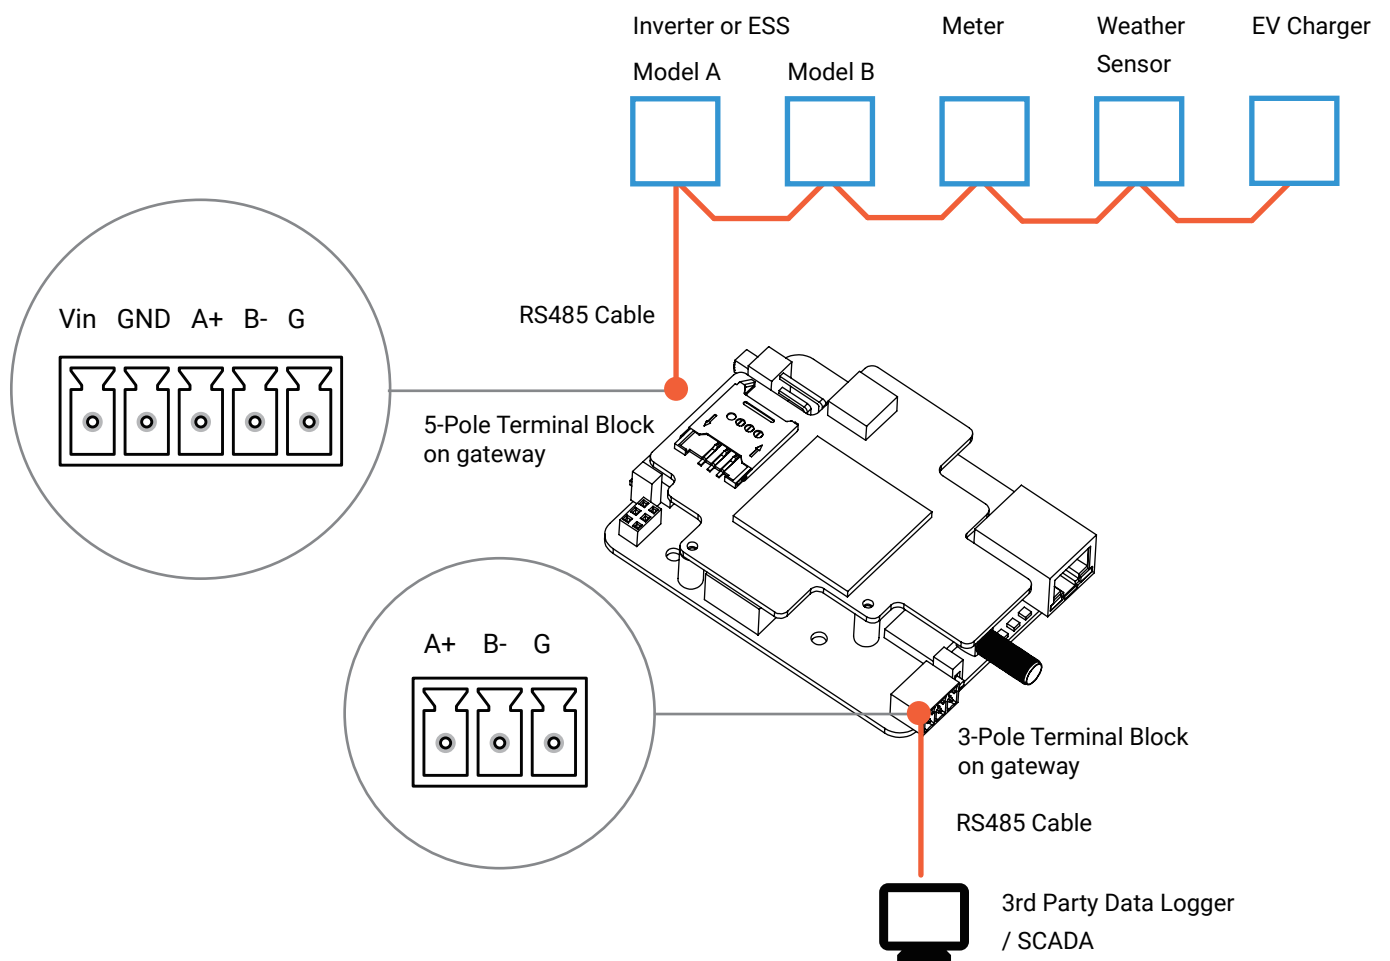 Inverter or ESS
Meter
Weather
Sensor
EV Charger
Model A
Model B
RS485 Cable
Vin GND A+ B- G
5-Pole Terminal Block
on gateway
A+ B- G
3-Pole Terminal Block
on gateway
RS485 Cable
3rd Party Data Logger
/ SCADA